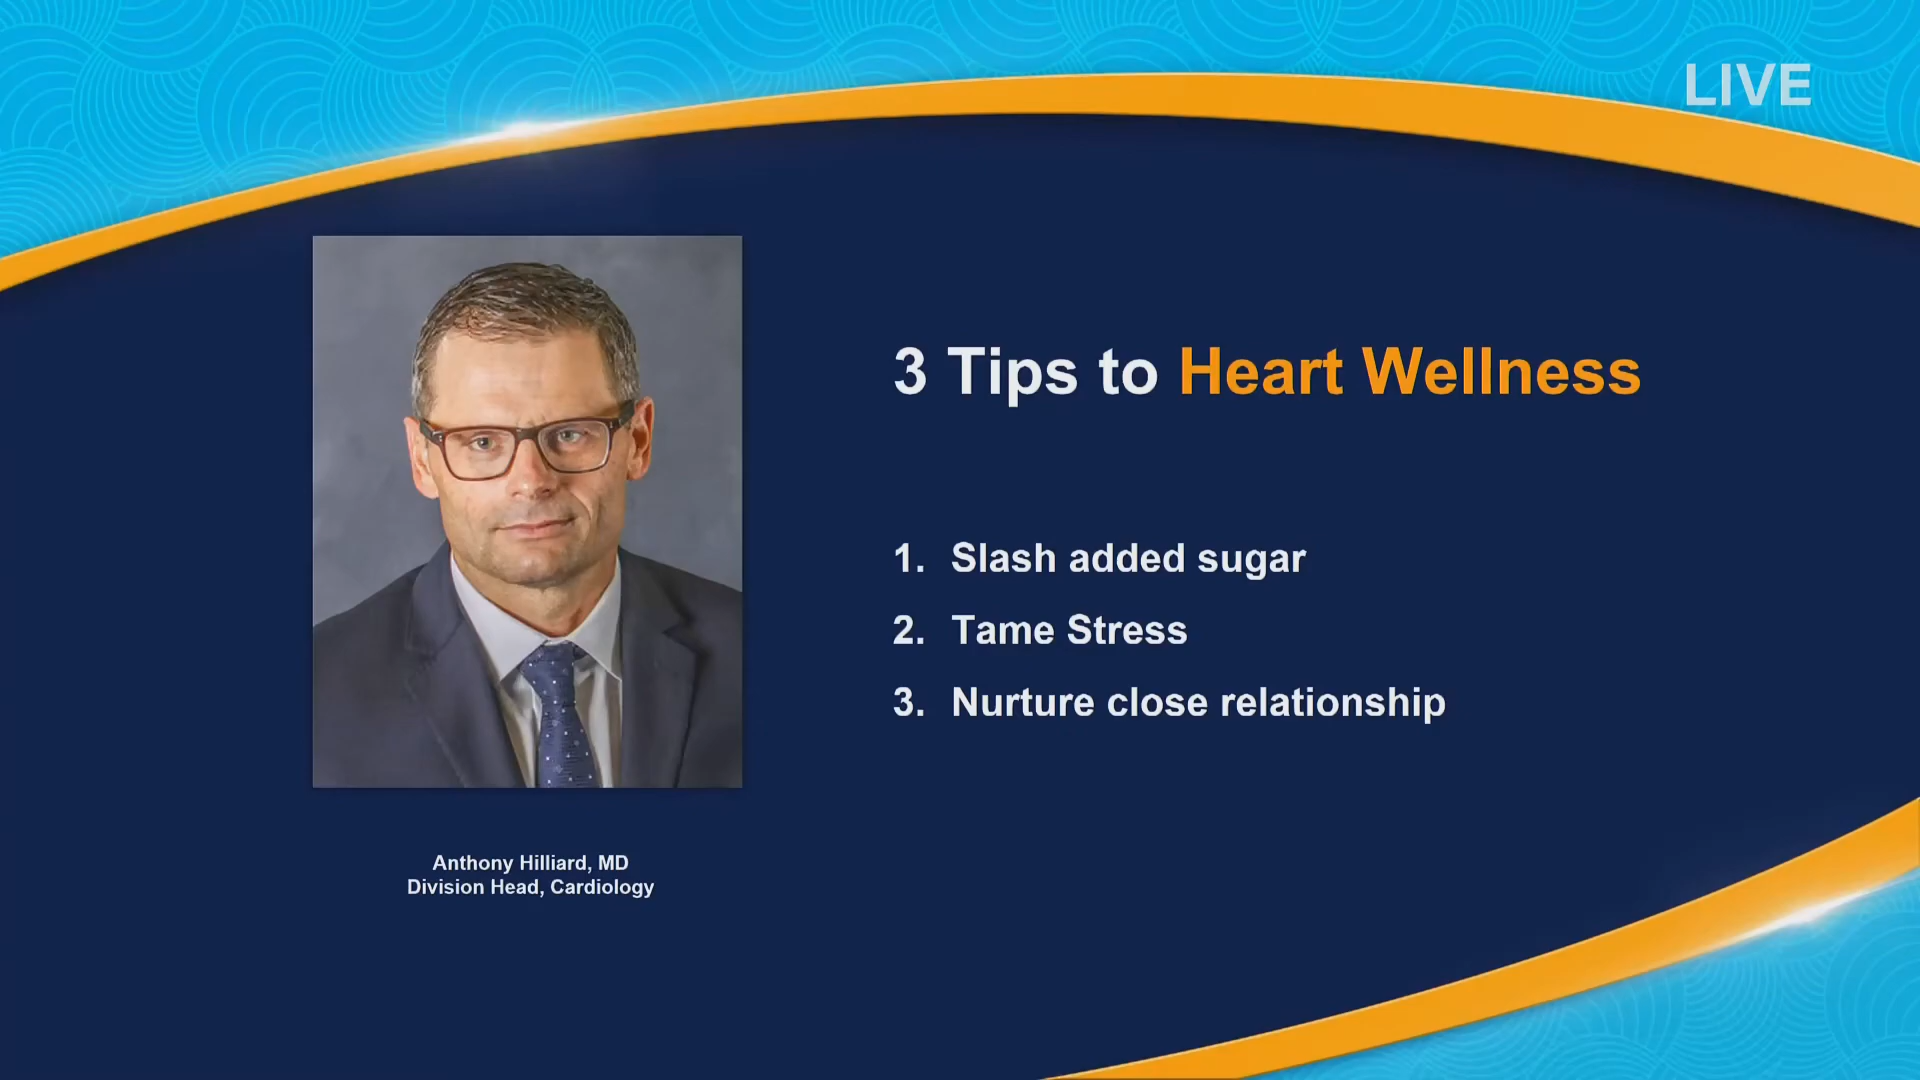 LIVE
3 Tips to Heart Wellness
1. Slash added sugar
2. Tame Stress
3. Nurture close relationship
Anthony Hilliard, MD
Division Head, Cardiology